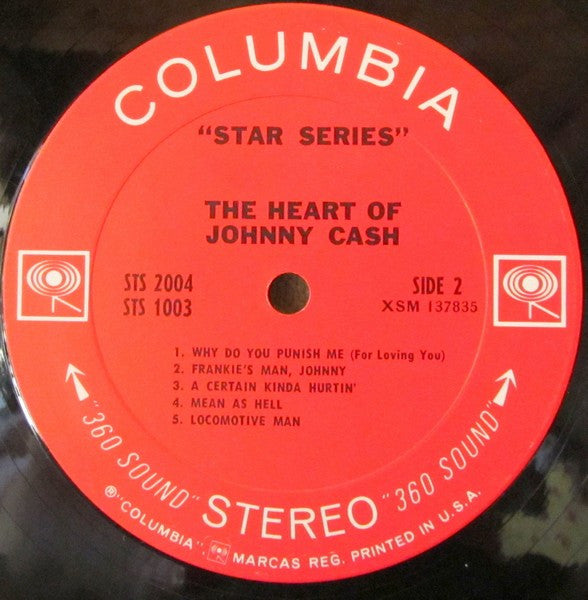 COLUMBIA
"STAR SERIES"
THE HEART OF
JOHNNY CASH
STS 2004
STS 1003
SIDE 2
XSM 137835
1. WHY DO YOU PUNISH ME (For Loving You)
2. FRANKIE'S MAN, JOHNNY
3. A CERTAIN KINDA HURTIN'
4. MEAN AS HELL
5. LOCOMOTIVE MAN
"360 SOUND" STEREO "360 SOUND"
®"COLUMBIA", MARCAS REG. PRINTED IN U.S.A.